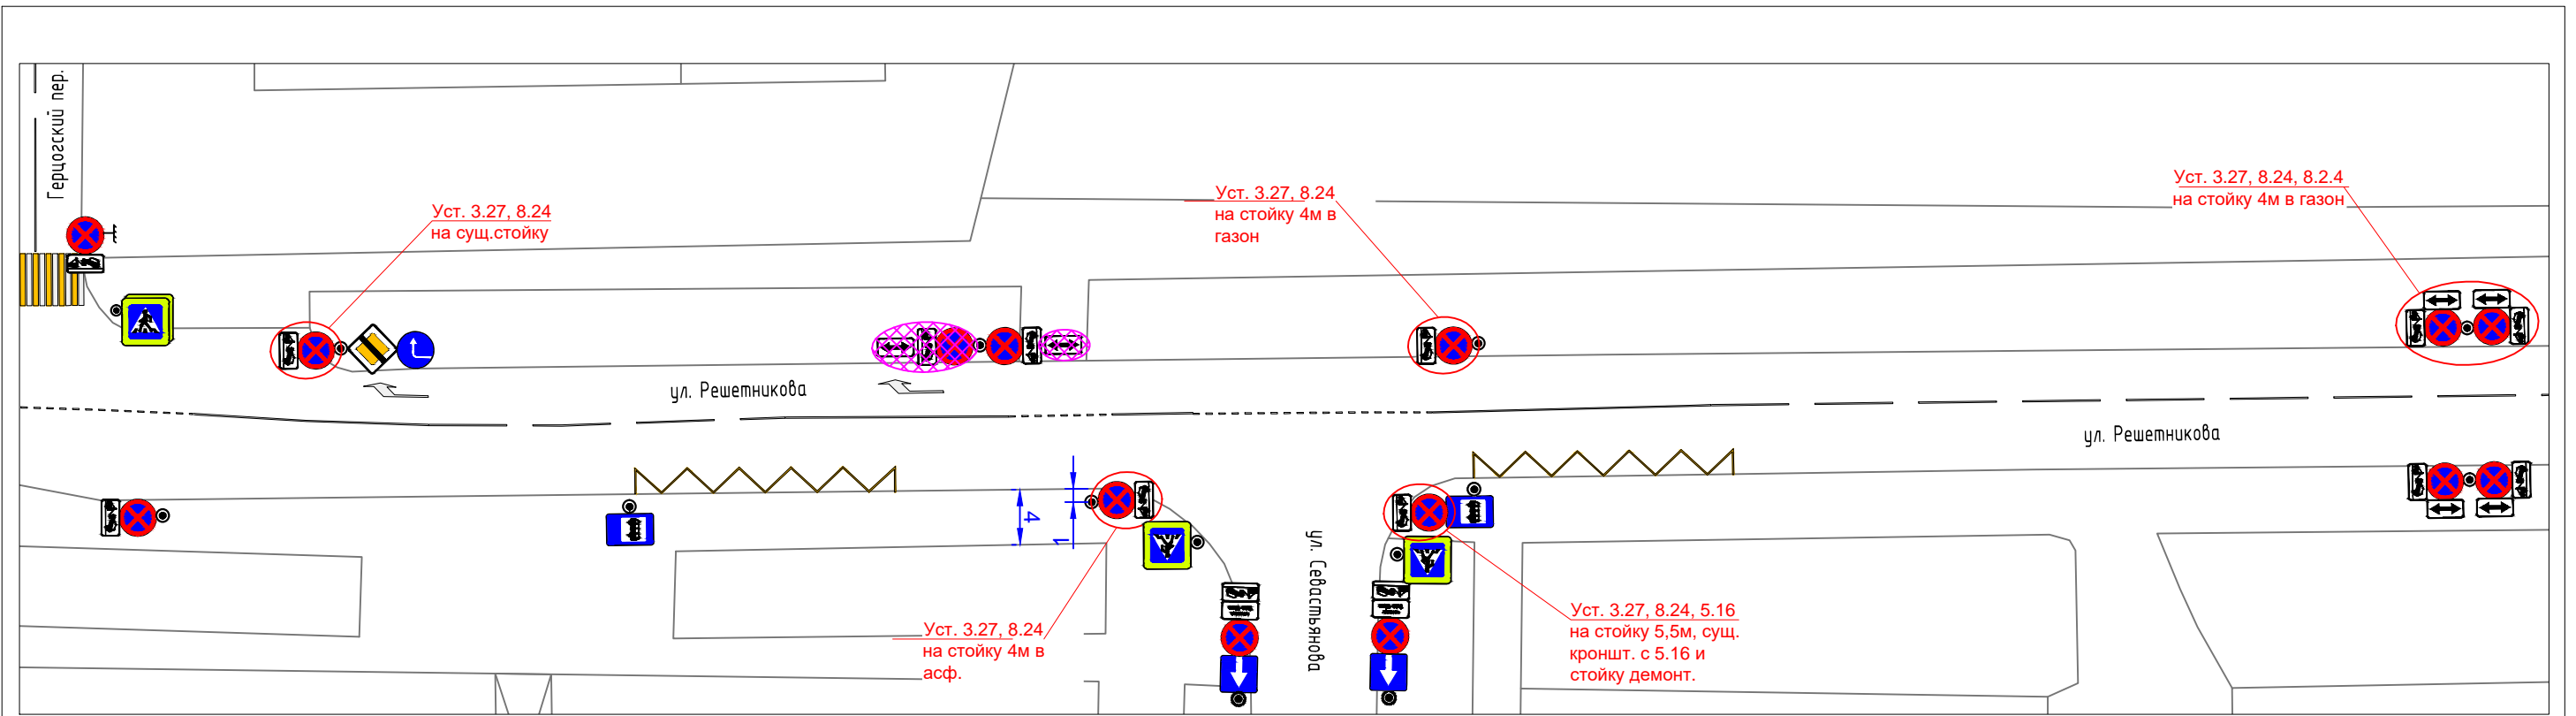 Герцогский пер.
Уст. 3.27, 8.24
на сущ.стойку
Уст. 3.27, 8.24
на стойку 4м в
газон
Уст. 3.27, 8.24, 8.2.4
на стойку 4м в газон
ул. Решетникова
ул. Решетникова
4
1
ул. Севастьянова
Уст. 3.27, 8.24
на стойку 4м в
асф.
Уст. 3.27, 8.24, 5.16
на стойку 5,5м, сущ.
кроншт. с 5.16 и
стойку демонт.